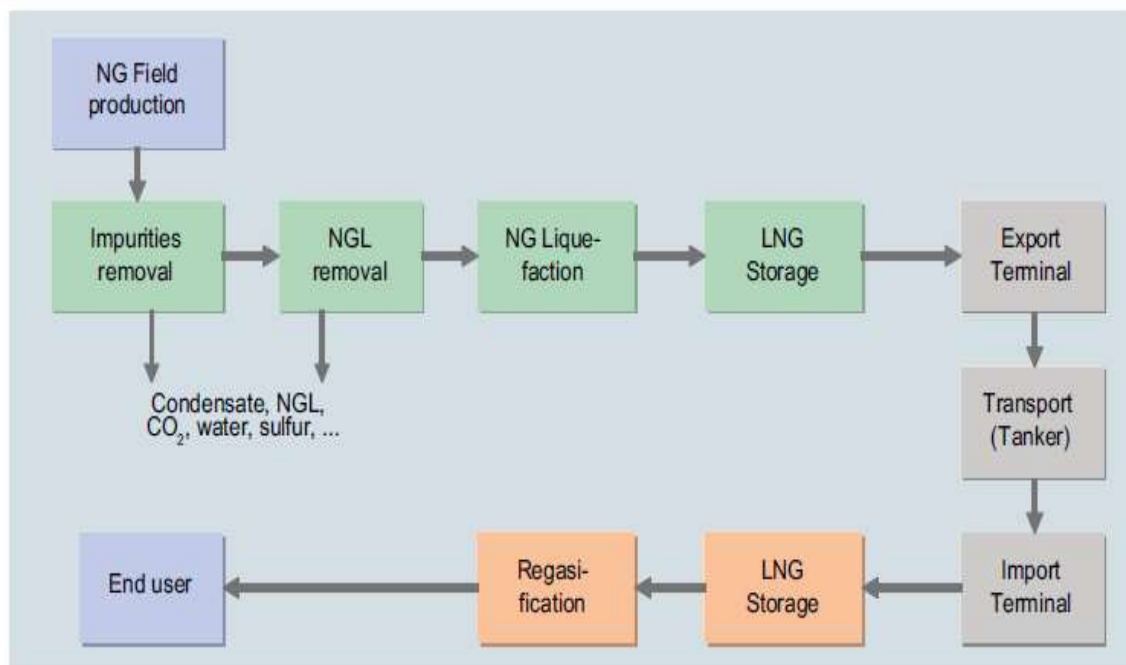 NG Field
production
Impurities
removal
NGL
removal
NG Lique-
faction
LNG
Storage
Export
Terminal
Condensate, NGL,
CO₂, water, sulfur, ...
Transport
(Tanker)
End user
Regasi-
fication
LNG
Storage
Import
Terminal